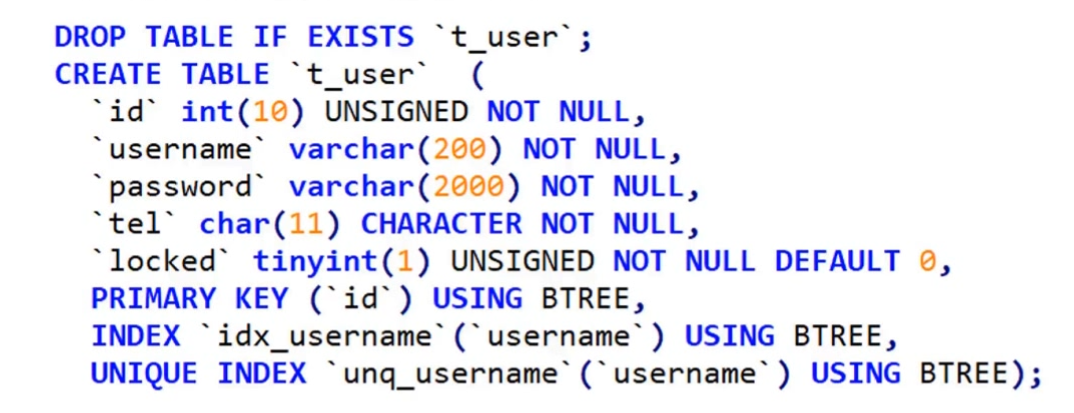 DROP TABLE IF EXISTS `t_user`;
CREATE TABLE `t_user`  (
`id` int(10) UNSIGNED NOT NULL,
`username` varchar(200) NOT NULL,
`password` varchar(2000) NOT NULL,
`tel` char(11) CHARACTER NOT NULL,
`locked` tinyint(1) UNSIGNED NOT NULL DEFAULT 0,
PRIMARY KEY (`id`) USING BTREE,
INDEX `idx_username`(`username`) USING BTREE,
UNIQUE INDEX `unq_username`(`username`) USING BTREE);